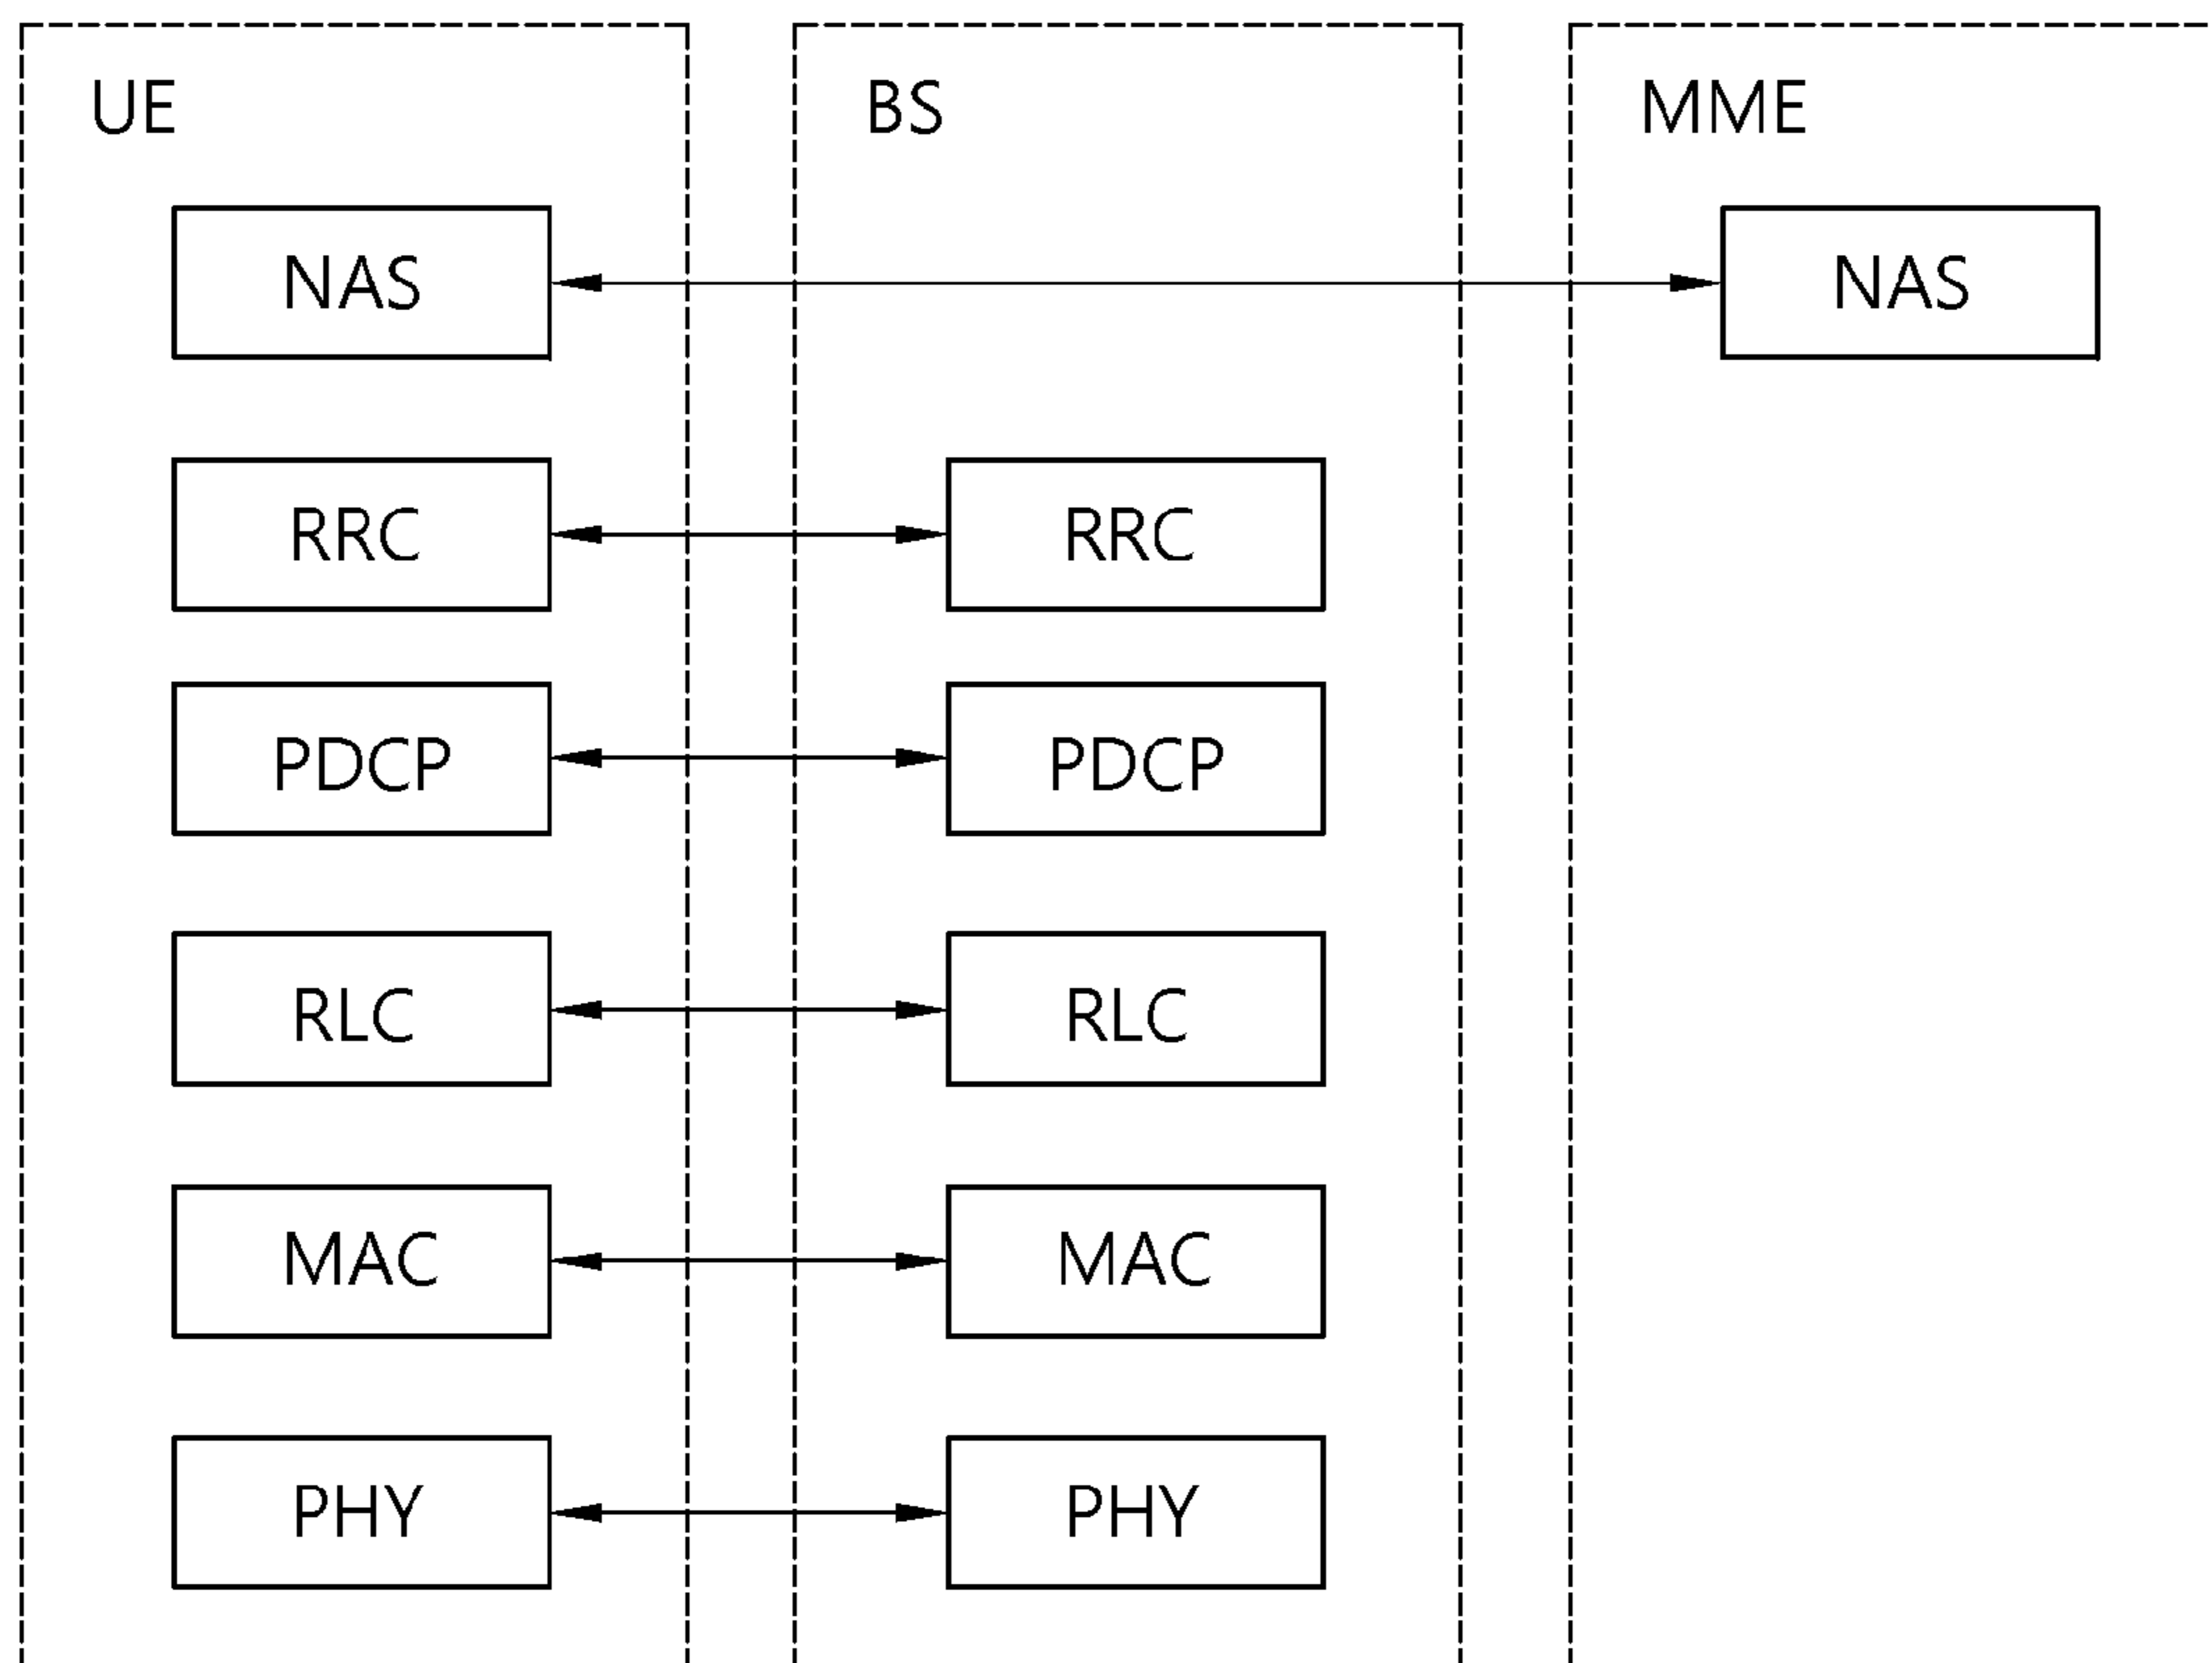 UE BS MME
NAS NAS
RRC RRC
PDCP PDCP
RLC RLC
MAC MAC
PHY PHY